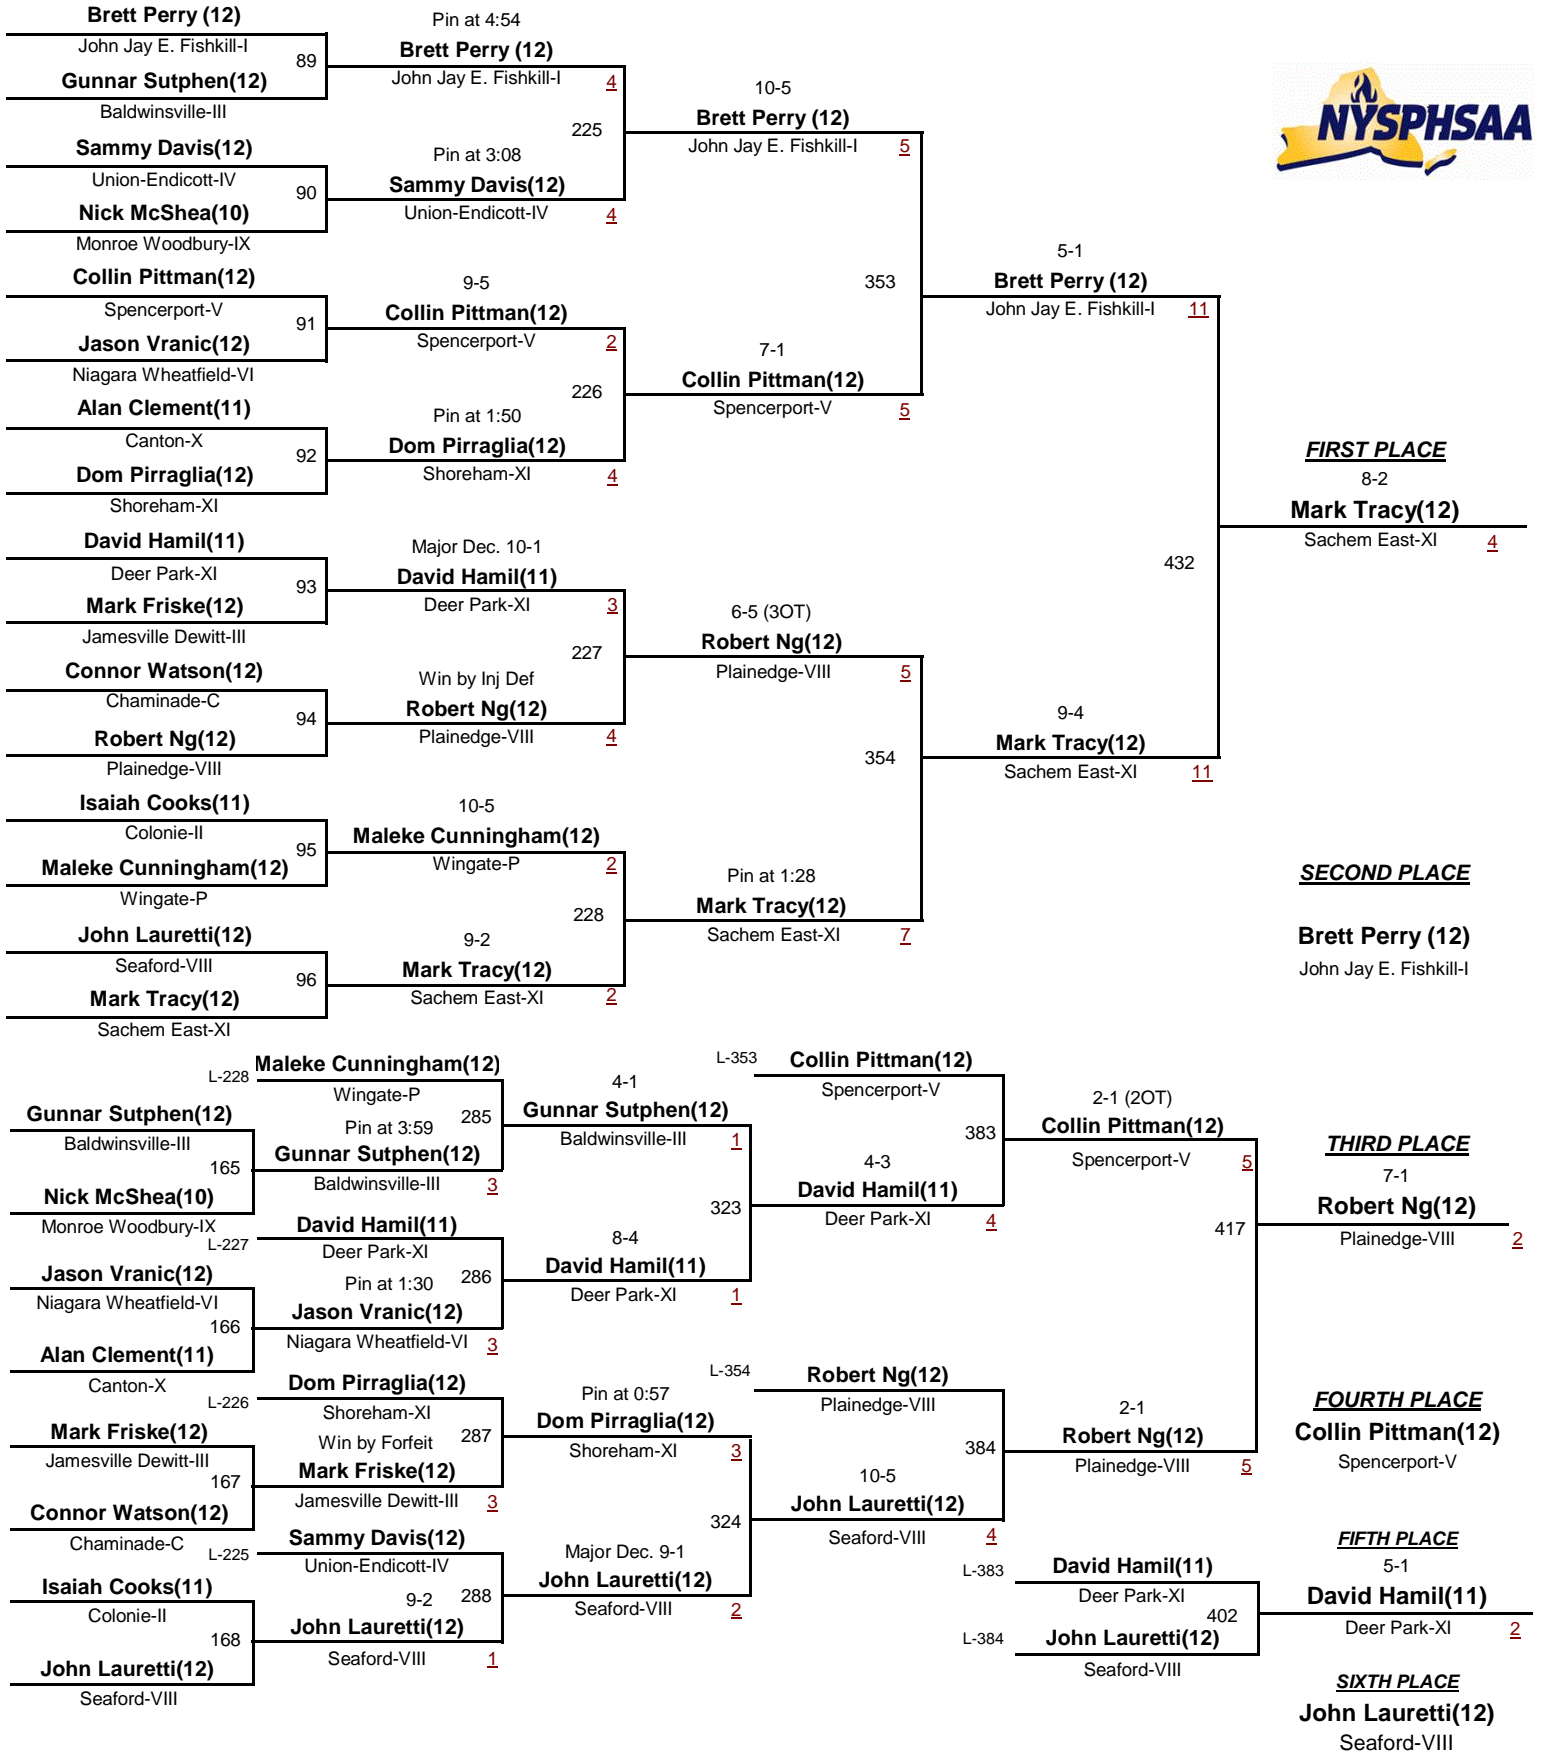 Brett Perry (12)
John Jay E. Fishkill-I
89
Gunnar Sutphen(12)
Baldwinsville-III
Sammy Davis(12)
Union-Endicott-IV
90
Nick McShea(10)
Monroe Woodbury-IX
Collin Pittman(12)
Spencerport-V
91
Jason Vranic(12)
Niagara Wheatfield-VI
Alan Clement(11)
Canton-X
92
Dom Pirraglia(12)
Shoreham-XI
David Hamil(11)
Deer Park-XI
93
Mark Friske(12)
Jamesville Dewitt-III
Connor Watson(12)
Chaminade-C
94
Robert Ng(12)
Plainedge-VIII
Isaiah Cooks(11)
Colonie-II
95
Maleke Cunningham(12)
Wingate-P
John Lauretti(12)
Seaford-VIII
96
Mark Tracy(12)
Sachem East-XI
Pin at 4:54
Brett Perry (12)
John Jay E. Fishkill-I 4
225
Pin at 3:08
Sammy Davis(12)
Union-Endicott-IV 4
9-5
Collin Pittman(12)
Spencerport-V 2
226
Pin at 1:50
Dom Pirraglia(12)
Shoreham-XI 4
Major Dec. 10-1
David Hamil(11)
Deer Park-XI 3
227
Win by Inj Def
Robert Ng(12)
Plainedge-VIII 4
10-5
Maleke Cunningham(12)
Wingate-P 2
228
9-2
Mark Tracy(12)
Sachem East-XI 2
10-5
Brett Perry (12)
John Jay E. Fishkill-I 5
353
7-1
Collin Pittman(12)
Spencerport-V 5
6-5 (3OT)
Robert Ng(12)
Plainedge-VIII 5
354
Pin at 1:28
Mark Tracy(12)
Sachem East-XI 7
NYSPHSAA
5-1
Brett Perry (12)
John Jay E. Fishkill-I 11
432
9-4
Mark Tracy(12)
Sachem East-XI 11
FIRST PLACE
8-2
Mark Tracy(12)
Sachem East-XI 4
SECOND PLACE
Brett Perry (12)
John Jay E. Fishkill-I
Gunnar Sutphen(12)
Baldwinsville-III
165
Nick McShea(10)
Monroe Woodbury-IX
Jason Vranic(12)
Niagara Wheatfield-VI
166
Alan Clement(11)
Canton-X
Mark Friske(12)
Jamesville Dewitt-III
167
Connor Watson(12)
Chaminade-C
Isaiah Cooks(11)
Colonie-II
168
John Lauretti(12)
Seaford-VIII
L-228 Maleke Cunningham(12)
Wingate-P
285
Pin at 3:59
Gunnar Sutphen(12)
Baldwinsville-III 3
L-227 David Hamil(11)
Deer Park-XI
286
Pin at 1:30
Jason Vranic(12)
Niagara Wheatfield-VI 3
L-226 Dom Pirraglia(12)
Shoreham-XI
287
Win by Forfeit
Mark Friske(12)
Jamesville Dewitt-III 3
L-225 Sammy Davis(12)
Union-Endicott-IV
9-2 288
John Lauretti(12)
Seaford-VIII 1
4-1
Gunnar Sutphen(12)
Baldwinsville-III 1
323
8-4
David Hamil(11)
Deer Park-XI 1
Pin at 0:57
Dom Pirraglia(12)
Shoreham-XI 3
324
Major Dec. 9-1
John Lauretti(12)
Seaford-VIII 2
L-353 Collin Pittman(12)
Spencerport-V
383
4-3
David Hamil(11)
Deer Park-XI 4
L-354 Robert Ng(12)
Plainedge-VIII
384
10-5
John Lauretti(12)
Seaford-VIII 4
2-1 (2OT)
Collin Pittman(12)
Spencerport-V 5
417
2-1
Robert Ng(12)
Plainedge-VIII 5
THIRD PLACE
7-1
Robert Ng(12)
Plainedge-VIII 2
FOURTH PLACE
Collin Pittman(12)
Spencerport-V
L-383 David Hamil(11)
Deer Park-XI
402
L-384 John Lauretti(12)
Seaford-VIII
FIFTH PLACE
5-1
David Hamil(11)
Deer Park-XI 2
SIXTH PLACE
John Lauretti(12)
Seaford-VIII